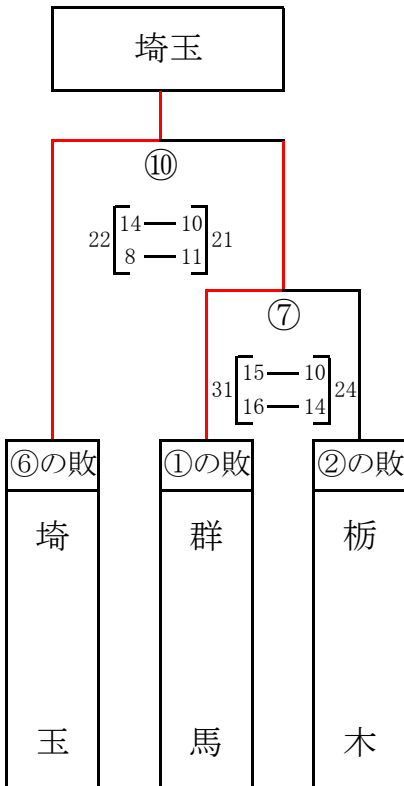 埼玉
⑩
22 14 — 10 21
8 — 11
⑦
31 15 — 10 24
16 — 14
⑥の敗 ①の敗 ②の敗
埼玉 群馬 栃木